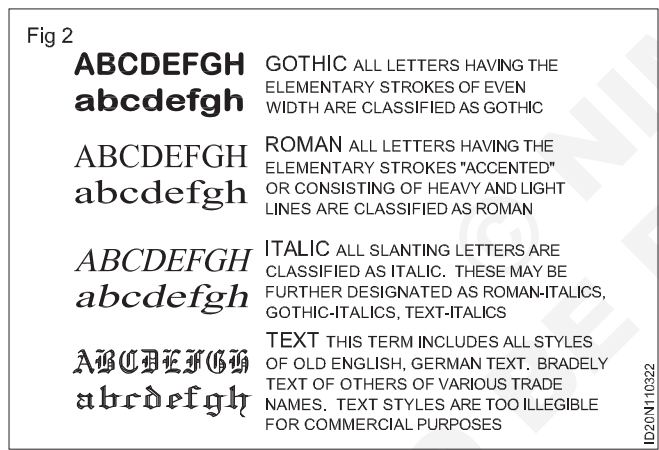 Fig 2
ABCDEFGH
abcdefgh
GOTHIC ALL LETTERS HAVING THE
ELEMENTARY STROKES OF EVEN
WIDTH ARE CLASSIFIED AS GOTHIC
ABCDEFGH
abcdefgh
ROMAN ALL LETTERS HAVING THE
ELEMENTARY STROKES "ACCENTED"
OR CONSISTING OF HEAVY AND LIGHT
LINES ARE CLASSIFIED AS ROMAN
ABCDEFGH
abcdefgh
ITALIC ALL SLANTING LETTERS ARE
CLASSIFIED AS ITALIC. THESE MAY BE
FURTHER DESIGNATED AS ROMAN-ITALICS,
GOTHIC-ITALICS, TEXT-ITALICS
ABCDEFGH
abcdefgh
TEXT THIS TERM INCLUDES ALL STYLES
OF OLD ENGLISH, GERMAN TEXT. BRADELY
TEXT OF OTHERS OF VARIOUS TRADE
NAMES. TEXT STYLES ARE TOO ILLEGIBLE
FOR COMMERCIAL PURPOSES
ID20N110322